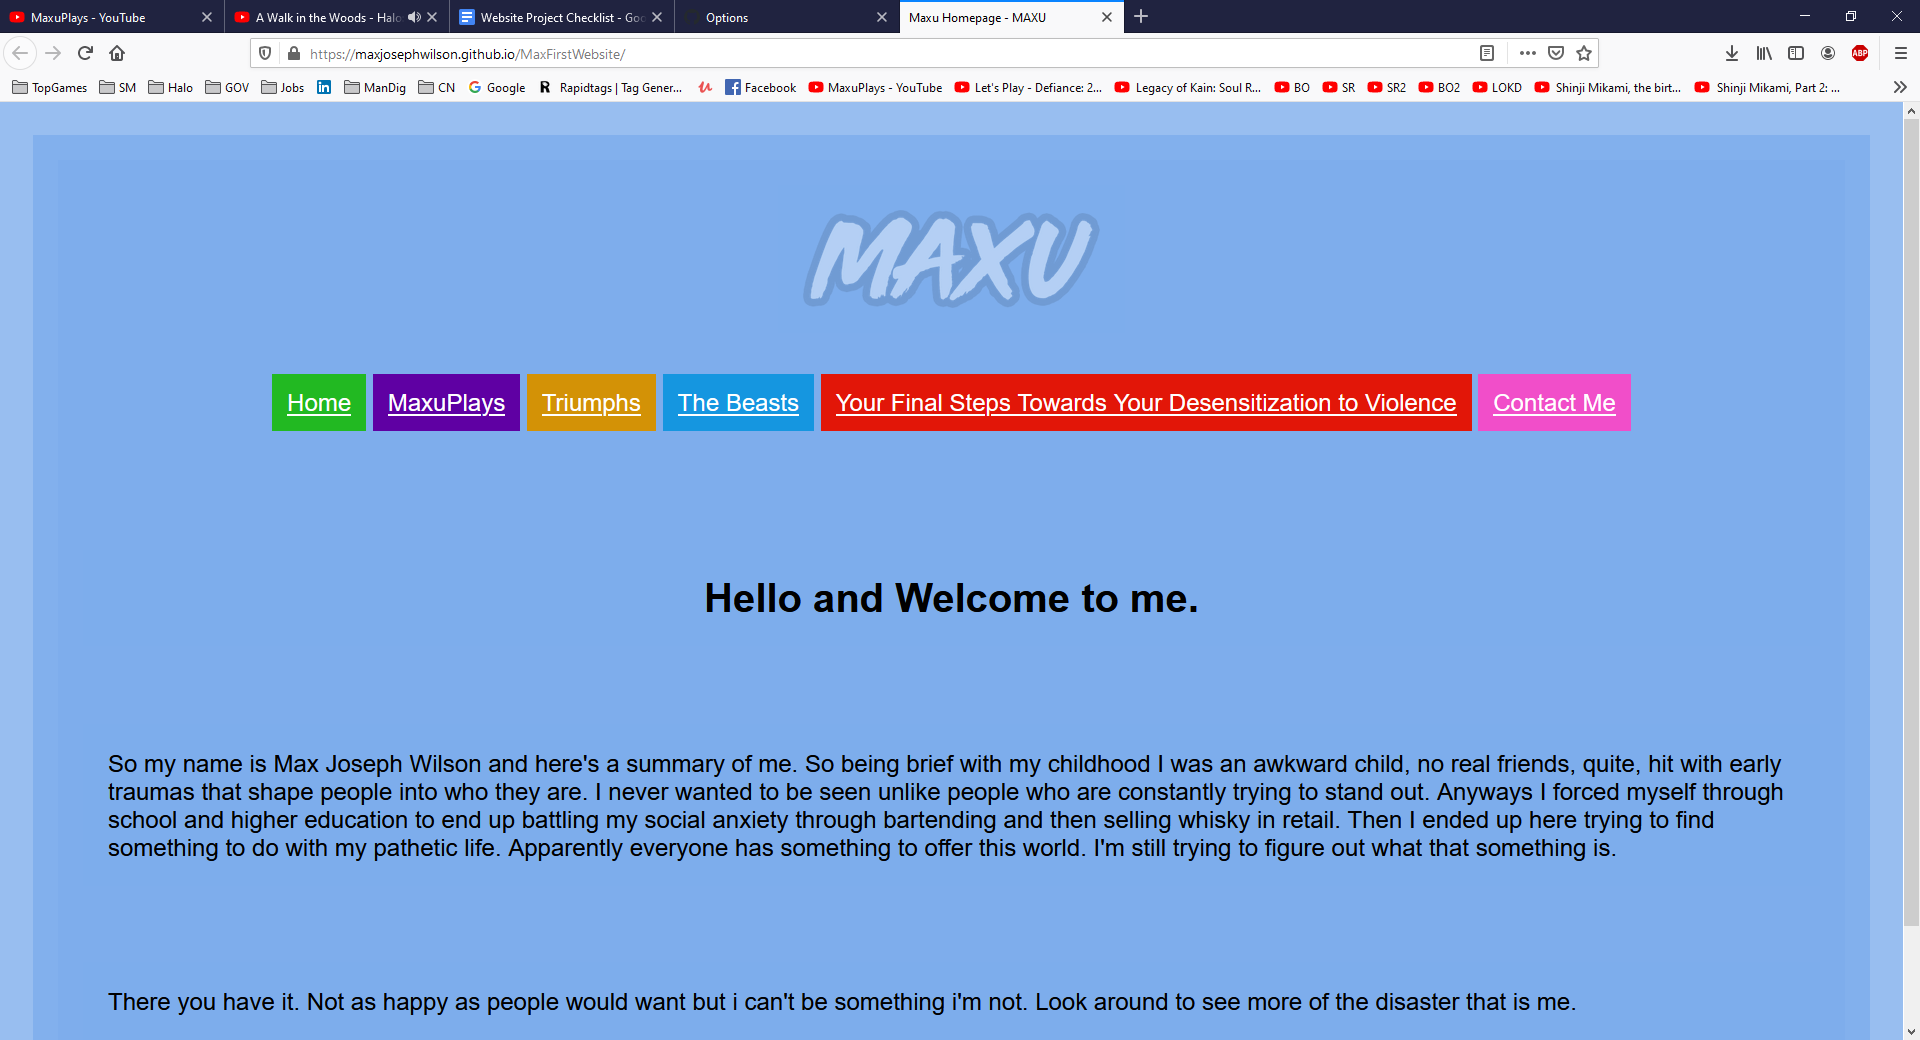 MaxuPlays - YouTube
A Walk in the Woods - Halo
Website Project Checklist - Goo
Options
Maxu Homepage - MAXU
https://maxjosephwilson.github.io/MaxFirstWebsite/
ABP
TopGames SM Halo GOV Jobs in ManDig CN G Google R Rapidtags | Tag Gener... Facebook MaxuPlays - YouTube Let's Play - Defiance: 2... Legacy of Kain: Soul R... BO SR SR2 BO2 LOKD Shinji Mikami, the birt... Shinji Mikami, Part 2: ...
MAXU
Home MaxuPlays Triumphs The Beasts Your Final Steps Towards Your Desensitization to Violence Contact Me
Hello and Welcome to me.
So my name is Max Joseph Wilson and here's a summary of me. So being brief with my childhood I was an awkward child, no real friends, quite, hit with early
traumas that shape people into who they are. I never wanted to be seen unlike people who are constantly trying to stand out. Anyways I forced myself through
school and higher education to end up battling my social anxiety through bartending and then selling whisky in retail. Then I ended up here trying to find
something to do with my pathetic life. Apparently everyone has something to offer this world. I'm still trying to figure out what that something is.
There you have it. Not as happy as people would want but i can't be something i'm not. Look around to see more of the disaster that is me.